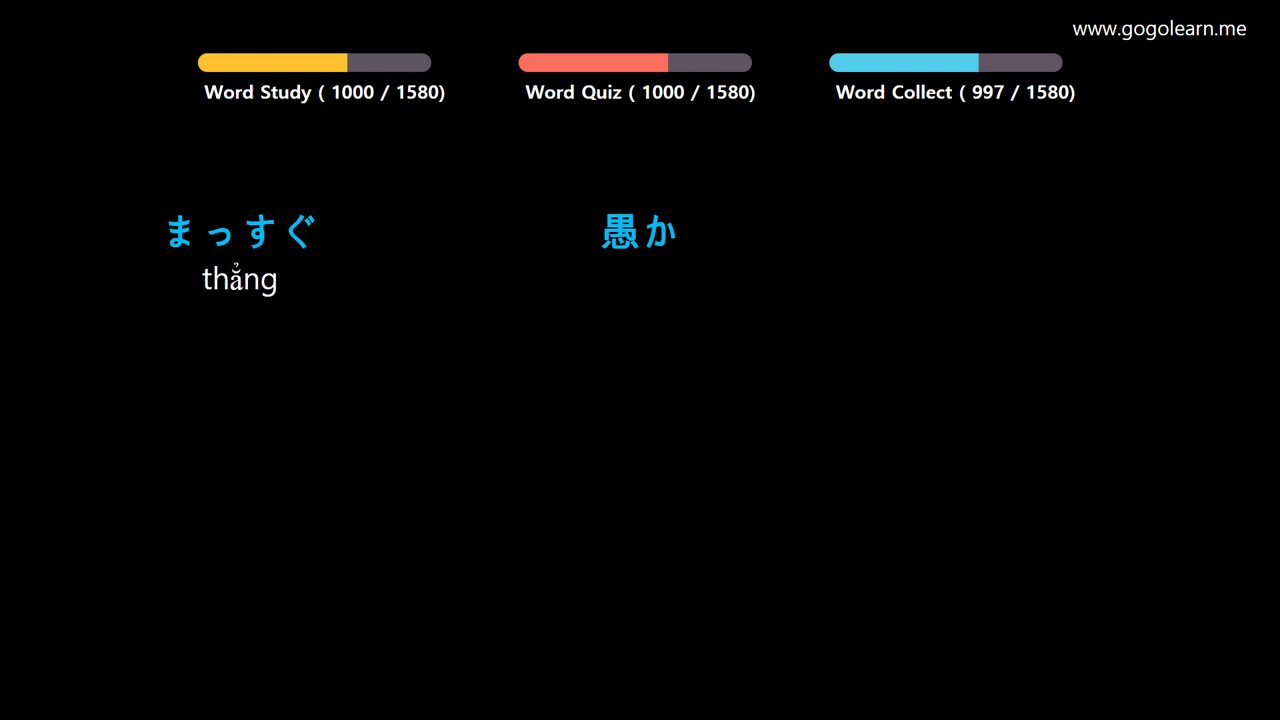 www.gogolearn.me
Word Study ( 1000 / 1580)
Word Quiz ( 1000 / 1580)
Word Collect ( 997 / 1580)
まっすぐ
thẳng
愚か